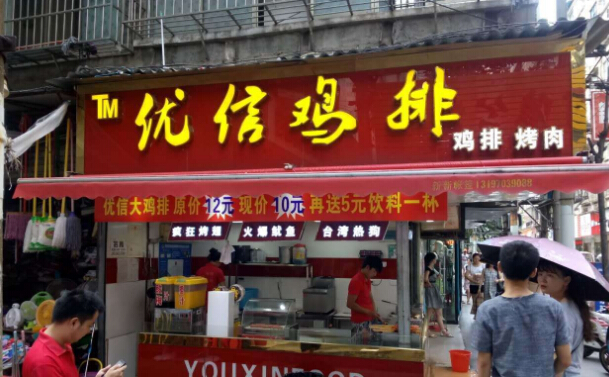 TM 优信鸡排
鸡排 烤肉
优信大鸡排 原价12元 现价10元 再送5元饮料一杯
疯狂烤翅 火爆鱿鱼 台湾热狗
YOUXINFOOD